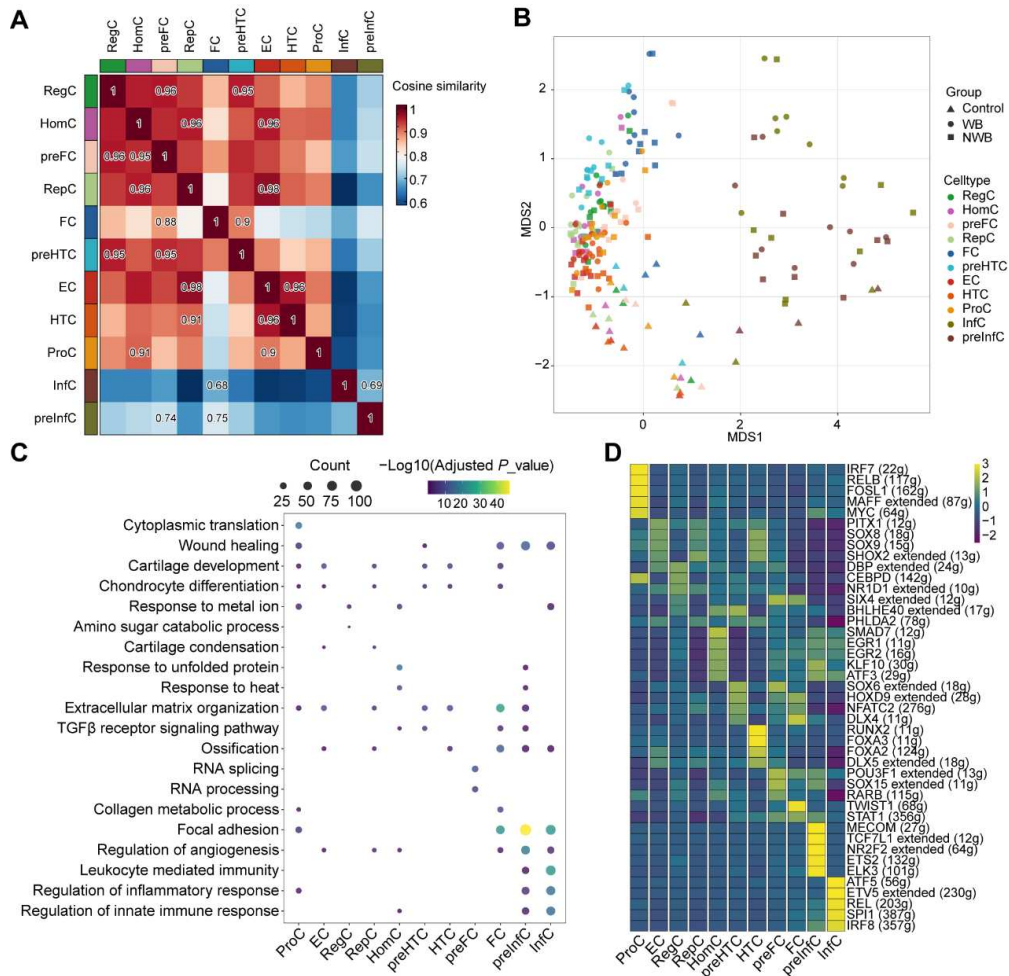 A
RegC
HomC
preFC
RepC
FC
preHTC
EC
HTC
ProC
InfC
preInfC
Cosine similarity
1
0.9
0.8
0.7
0.6
RegC
1
0.96
0.95
HomC
1
0.96
0.96
preFC
0.96
0.95
1
RepC
0.96
1
0.98
FC
0.88
1
0.9
preHTC
0.95
0.95
1
EC
0.98
1
0.96
HTC
0.91
0.96
1
ProC
0.91
0.9
1
InfC
0.68
1
0.69
preInfC
0.74
0.75
1
B
2
1
0
−1
−2
MDS2
0
2
4
MDS1
Group
Control
WB
NWB
Celltype
RegC
HomC
preFC
RepC
FC
preHTC
EC
HTC
ProC
InfC
preInfC
C
Count
25 50 75 100
−Log10(Adjusted P_value)
10 20 30 40
Cytoplasmic translation
Wound healing
Cartilage development
Chondrocyte differentiation
Response to metal ion
Amino sugar catabolic process
Cartilage condensation
Response to unfolded protein
Response to heat
Extracellular matrix organization
TGFβ receptor signaling pathway
Ossification
RNA splicing
RNA processing
Collagen metabolic process
Focal adhesion
Regulation of angiogenesis
Leukocyte mediated immunity
Regulation of inflammatory response
Regulation of innate immune response
ProC
EC
RegC
RepC
HomC
preHTC
HTC
preFC
FC
preInfC
InfC
D
IRF7 (22g)
RELB (117g)
FOSL1 (162g)
MAFF extended (87g)
MYC (64g)
PITX1 (12g)
SOX8 (18g)
SOX9 (15g)
SHOX2 extended (13g)
DBP extended (24g)
CEBPD (142g)
NR1D1 extended (10g)
SIX4 extended (12g)
BHLHE40 extended (17g)
PHLDA2 (78g)
SMAD7 (12g)
EGR1 (11g)
EGR2 (16g)
KLF10 (30g)
ATF3 (29g)
SOX6 extended (18g)
HOXD9 extended (28g)
NFATC2 (276g)
DLX4 (11g)
RUNX2 (11g)
FOXA3 (11g)
FOXA2 (124g)
DLX5 extended (18g)
POU3F1 extended (13g)
SOX15 extended (11g)
RARB (115g)
TWIST1 (68g)
STAT1 (356g)
MECOM (27g)
TCF7L1 extended (12g)
NR2F2 extended (64g)
ETS2 (132g)
ELK3 (101g)
ATF5 (56g)
ETV5 extended (230g)
REL (203g)
SPI1 (387g)
IRF8 (357g)
3
2
1
0
−1
−2
ProC
EC
RegC
RepC
HomC
preHTC
HTC
preFC
FC
preInfC
InfC